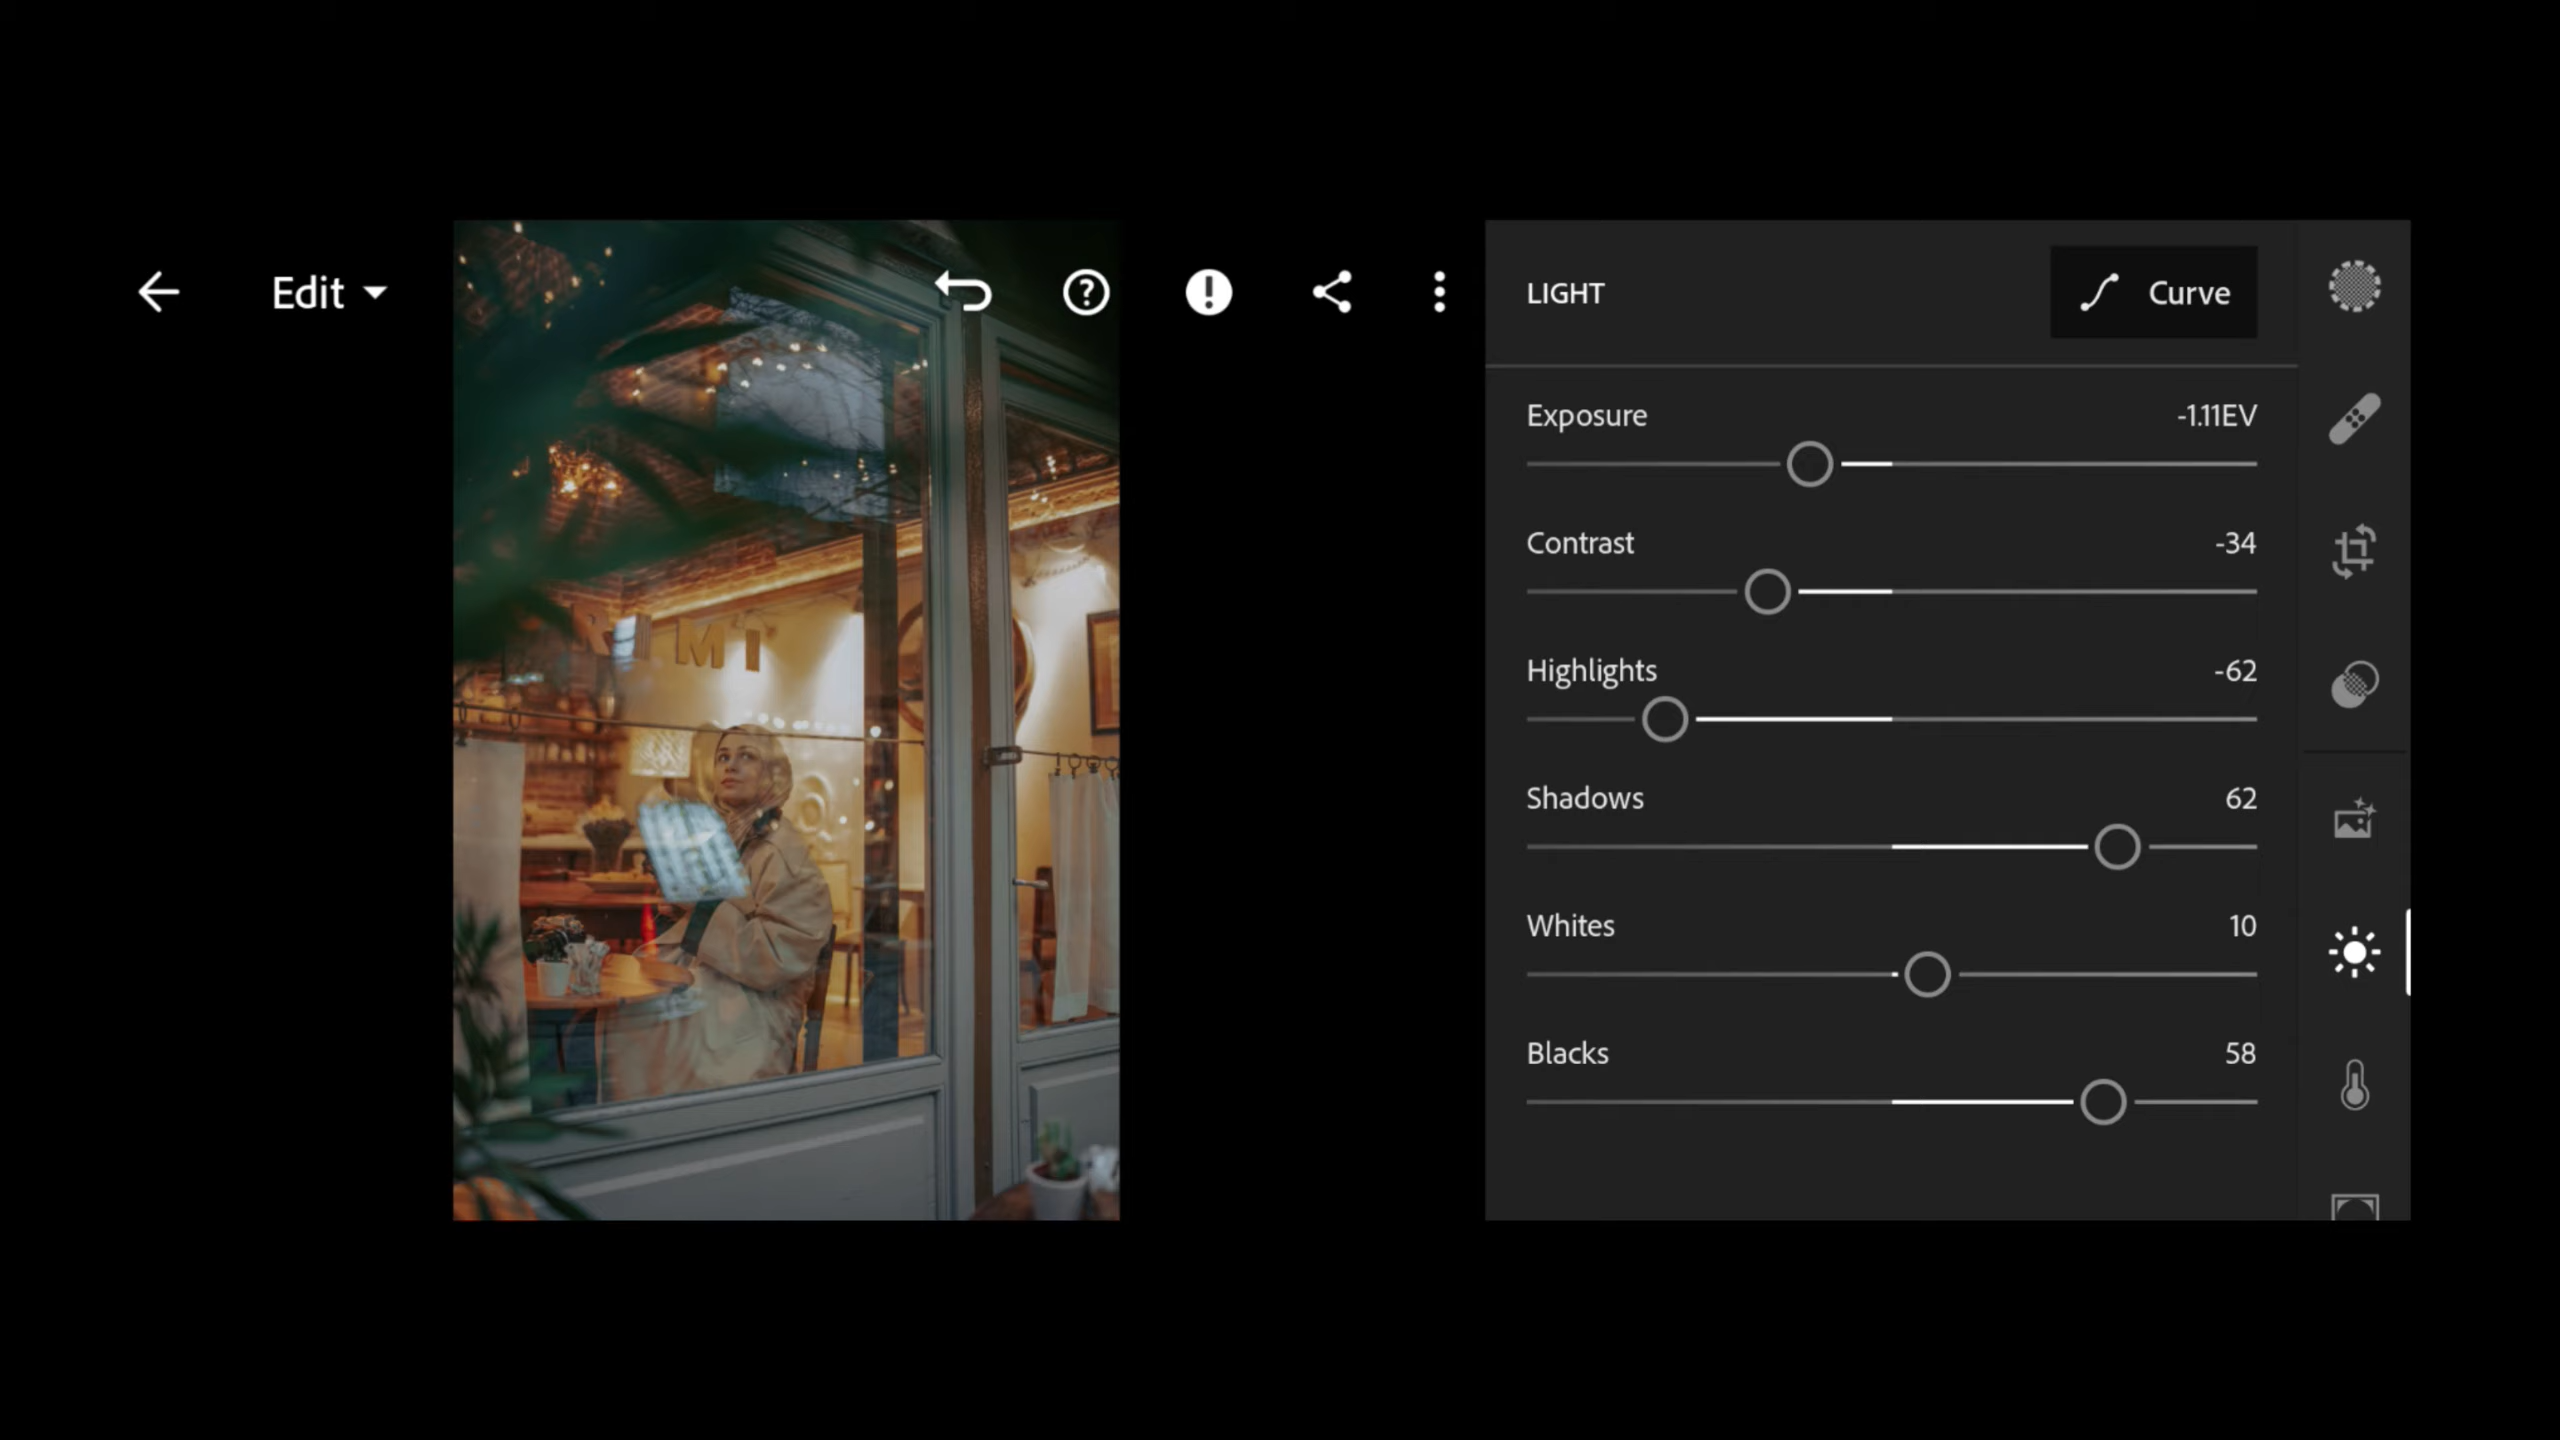 Edit
LIGHT
Curve
Exposure -1.11EV
Contrast -34
Highlights -62
Shadows 62
Whites 10
Blacks 58